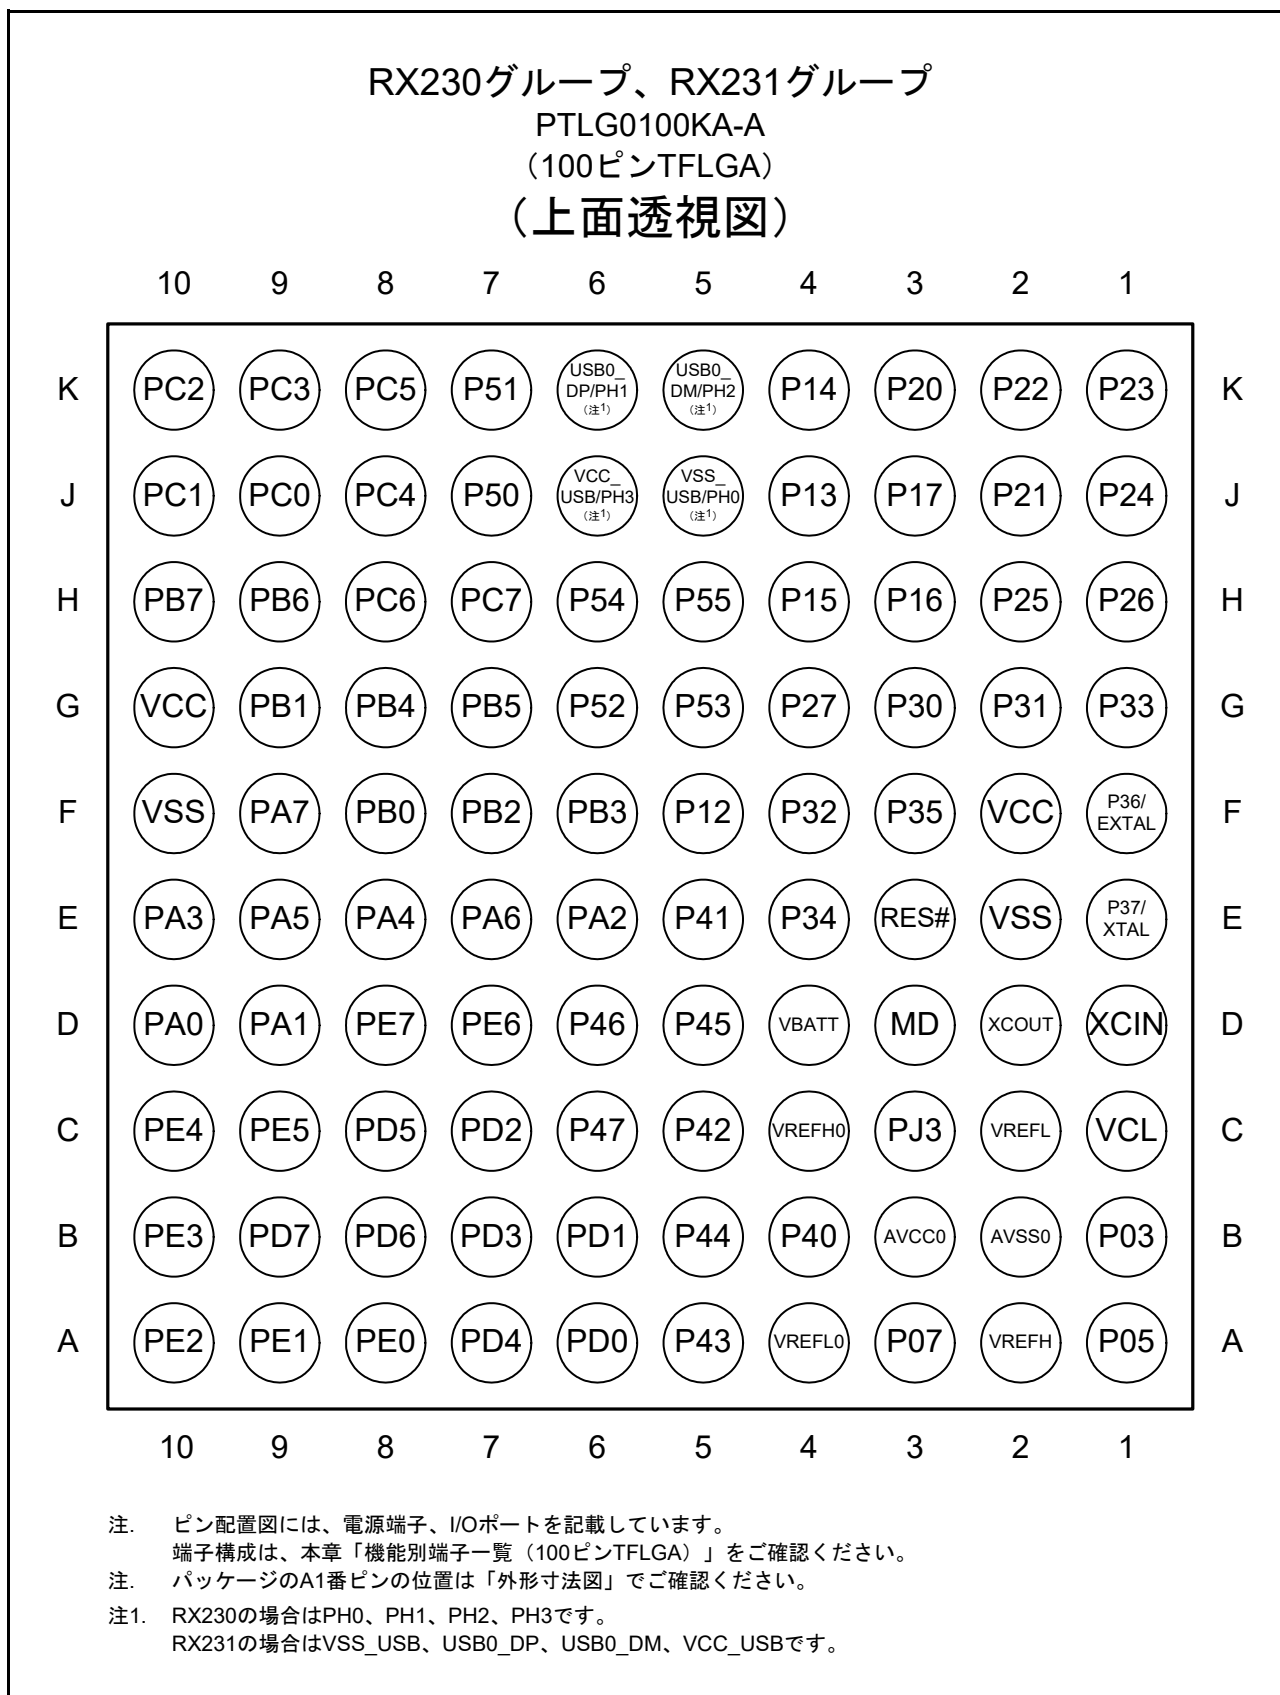 RX230グループ、RX231グループ
PTLG0100KA-A
（100ピンTFLGA）
（上面透視図）
10 9 8 7 6 5 4 3 2 1
K PC2 PC3 PC5 P51 USB0_DP/PH1（注1） USB0_DM/PH2（注1） P14 P20 P22 P23 K
J PC1 PC0 PC4 P50 VCC_USB/PH3（注1） VSS_USB/PH0（注1） P13 P17 P21 P24 J
H PB7 PB6 PC6 PC7 P54 P55 P15 P16 P25 P26 H
G VCC PB1 PB4 PB5 P52 P53 P27 P30 P31 P33 G
F VSS PA7 PB0 PB2 PB3 P12 P32 P35 VCC P36/EXTAL F
E PA3 PA5 PA4 PA6 PA2 P41 P34 RES# VSS P37/XTAL E
D PA0 PA1 PE7 PE6 P46 P45 VBATT MD XCOUT XCIN D
C PE4 PE5 PD5 PD2 P47 P42 VREFH0 PJ3 VREFL VCL C
B PE3 PD7 PD6 PD3 PD1 P44 P40 AVCC0 AVSS0 P03 B
A PE2 PE1 PE0 PD4 PD0 P43 VREFL0 P07 VREFH P05 A
10 9 8 7 6 5 4 3 2 1
注. ピン配置図には、電源端子、I/Oポートを記載しています。
端子構成は、本章「機能別端子一覧（100ピンTFLGA）」をご確認ください。
注. パッケージのA1番ピンの位置は「外形寸法図」でご確認ください。
注1. RX230の場合はPH0、PH1、PH2、PH3です。
RX231の場合はVSS_USB、USB0_DP、USB0_DM、VCC_USBです。